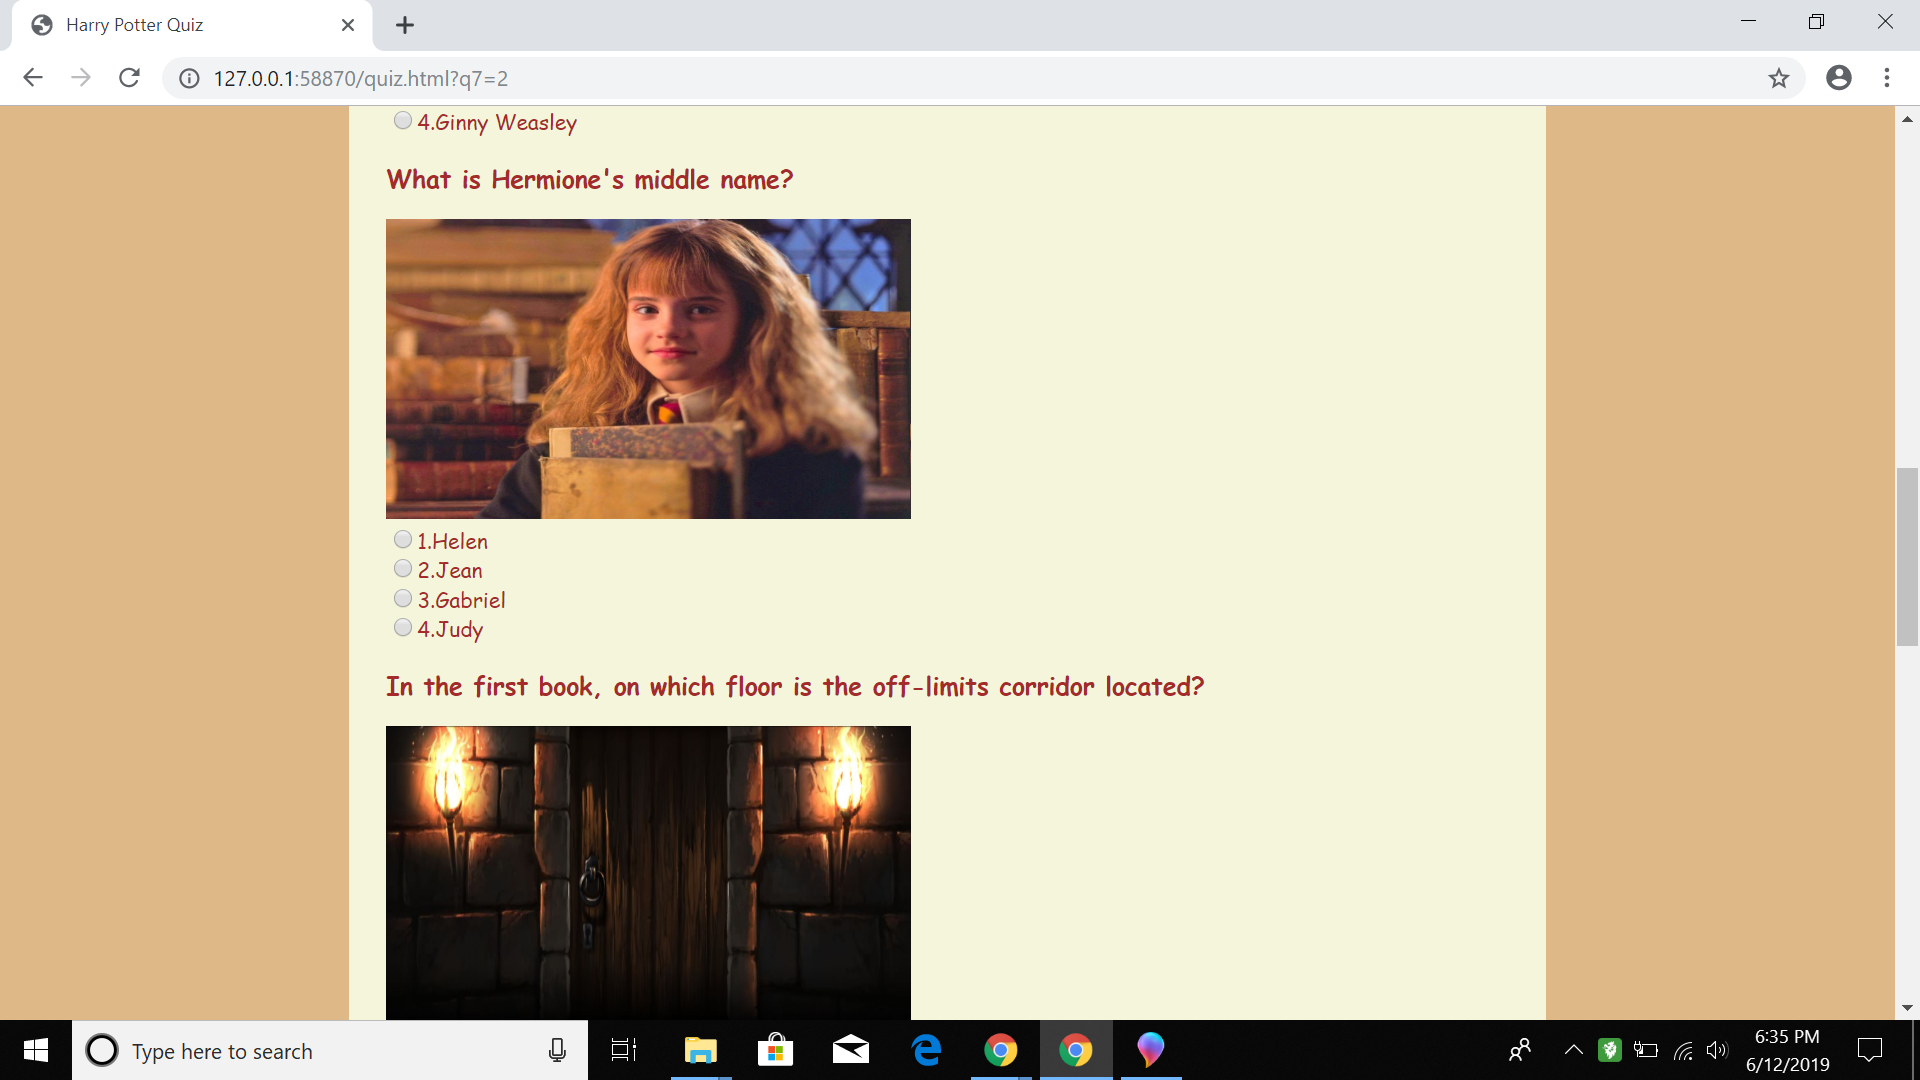 Harry Potter Quiz
127.0.0.1:58870/quiz.html?q7=2
4.Ginny Weasley
What is Hermione's middle name?
1.Helen
2.Jean
3.Gabriel
4.Judy
In the first book, on which floor is the off-limits corridor located?
Type here to search
6:35 PM
6/12/2019